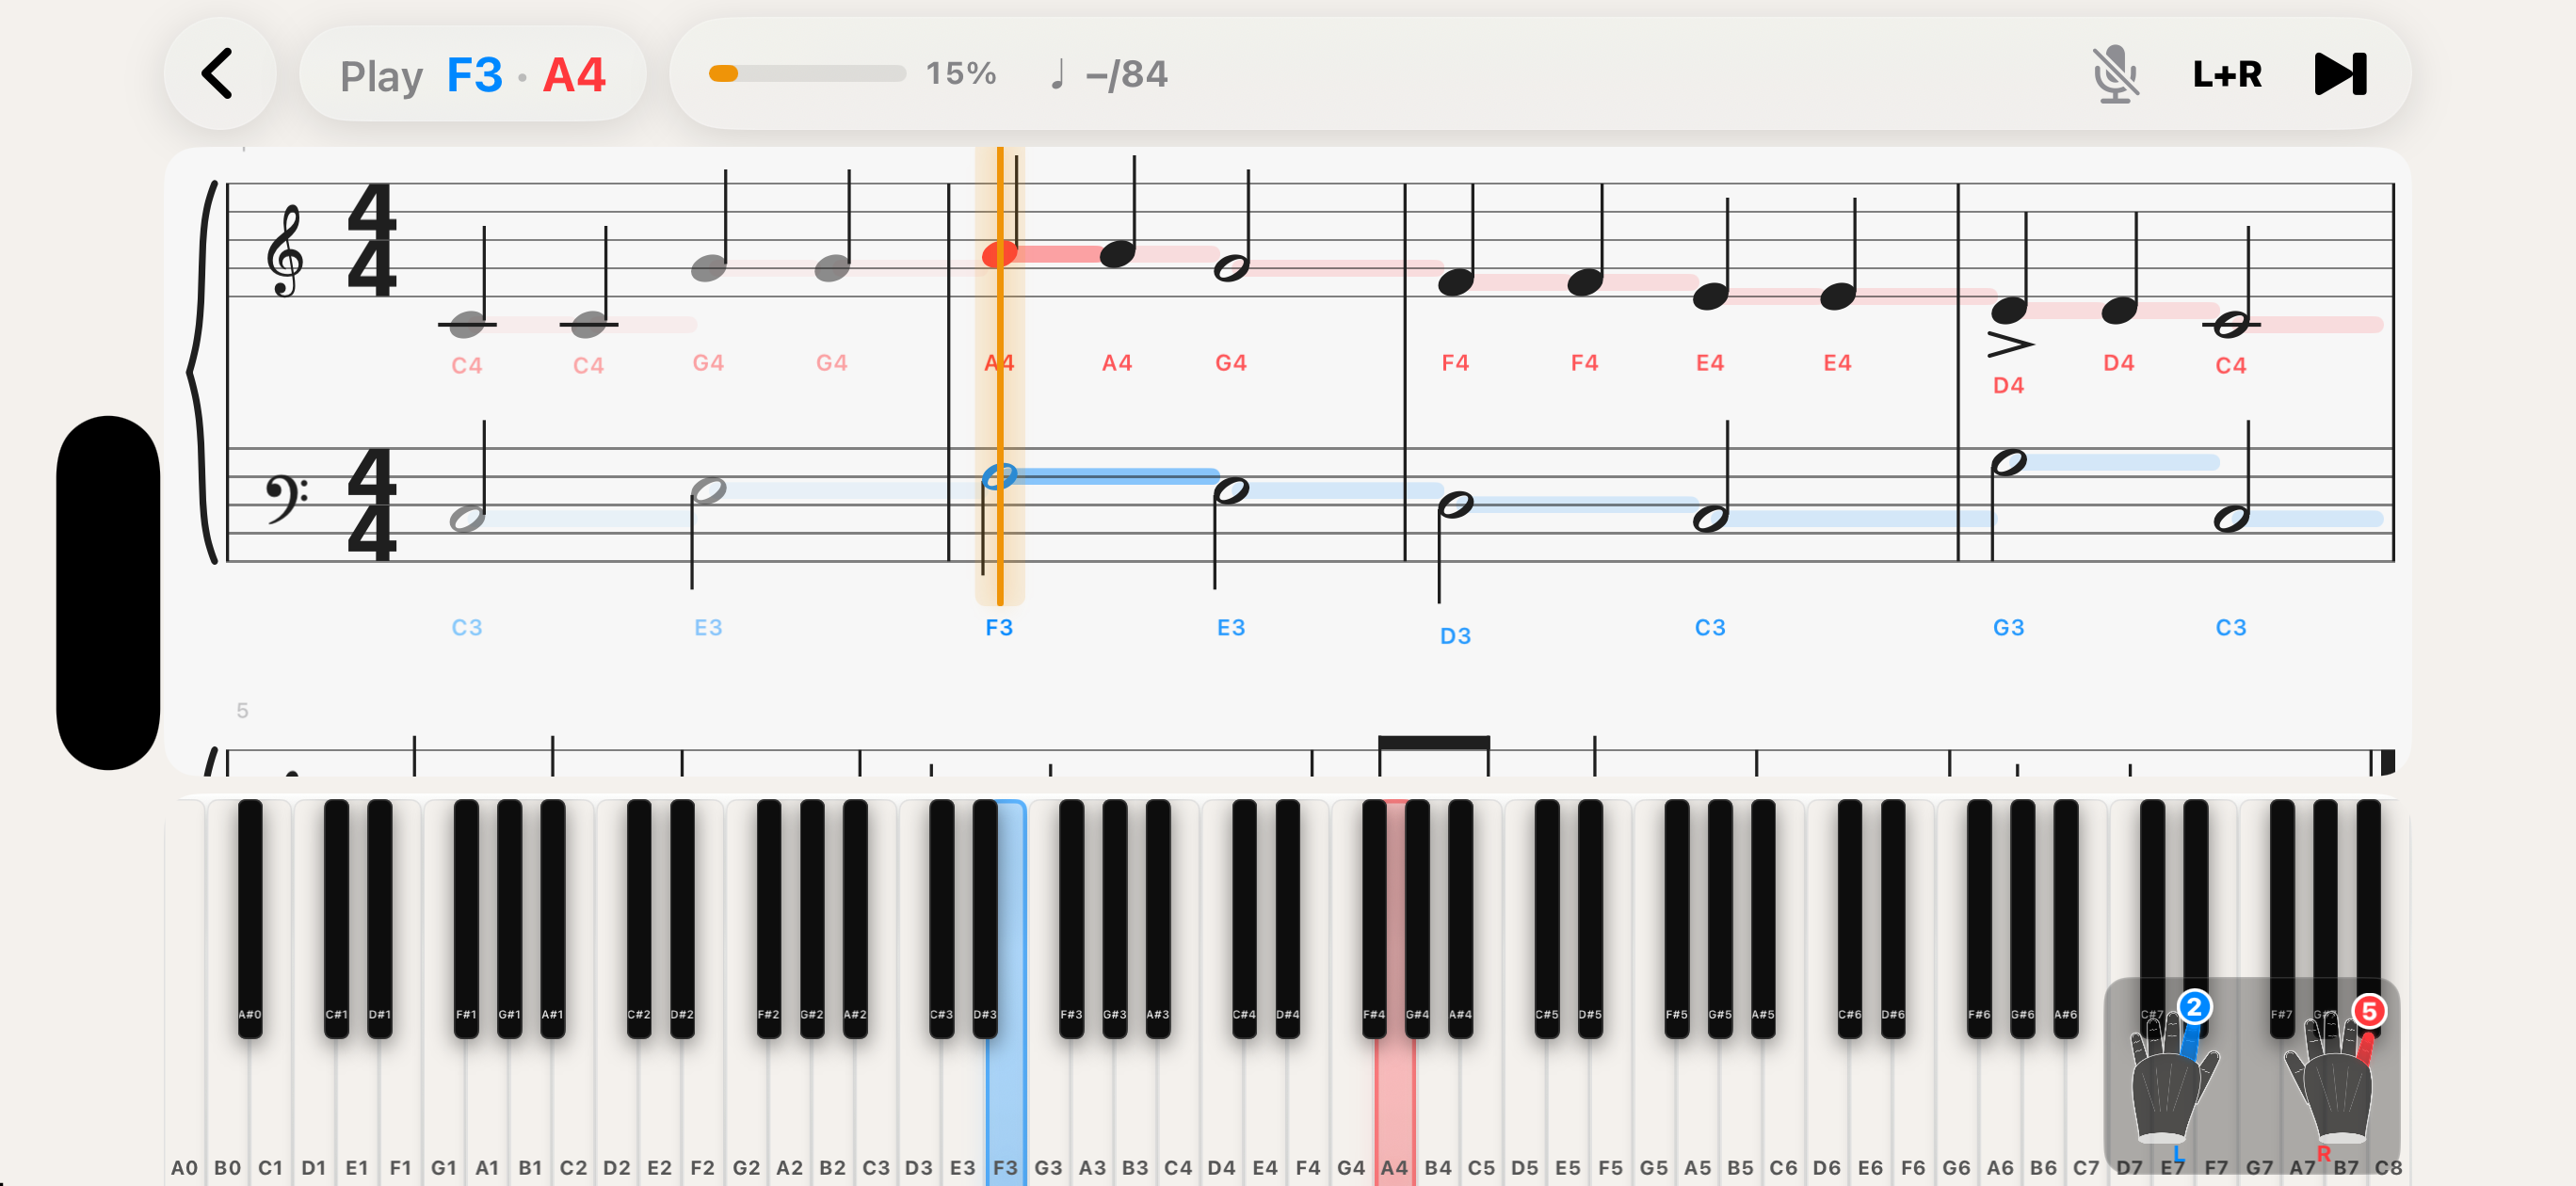 Play F3 · A4 15% ♩ –/84 L+R
4 4
C4 C4 G4 G4 A4 A4 G4 F4 F4 E4 E4 D4 D4 C4
4 4
C3 E3 F3 E3 D3 C3 G3 C3
5
A#0 C#1 D#1 F#1 G#1 A#1 C#2 D#2 F#2 G#2 A#2 C#3 D#3 F#3 G#3 A#3 C#4 D#4 F#4 G#4 A#4 C#5 D#5 F#5 G#5 A#5 C#6 D#6 F#6 G#6 A#6 C#7 F#7 G#7
2 5
L R
A0 B0 C1 D1 E1 F1 G1 A1 B1 C2 D2 E2 F2 G2 A2 B2 C3 D3 E3 F3 G3 A3 B3 C4 D4 E4 F4 G4 A4 B4 C5 D5 E5 F5 G5 A5 B5 C6 D6 E6 F6 G6 A6 B6 C7 D7 E7 F7 G7 A7 B7 C8